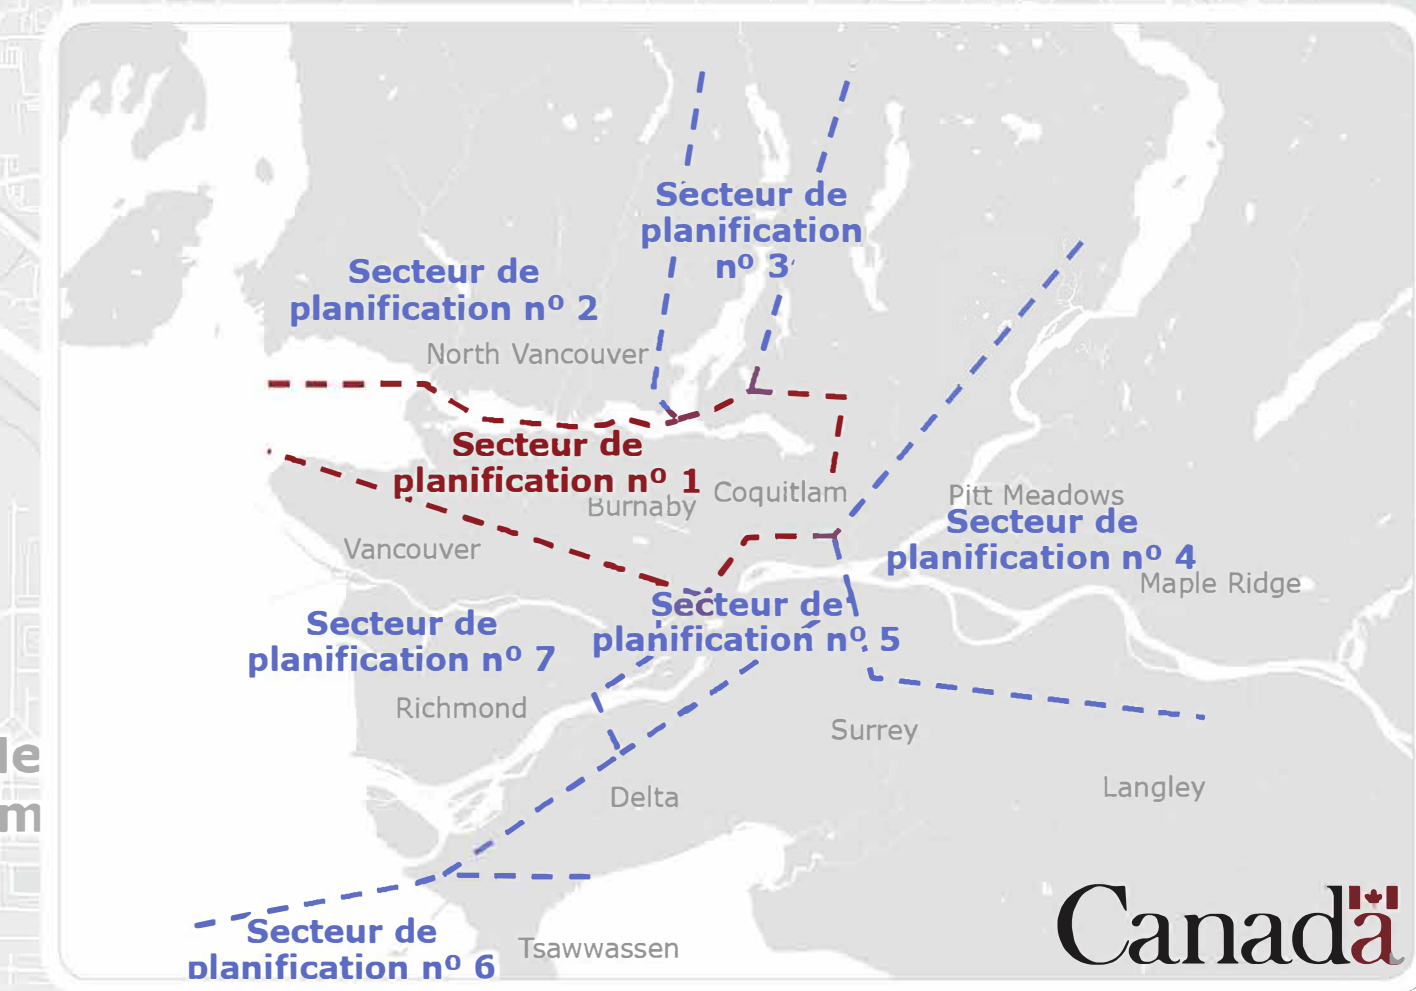 Secteur de
planification
nº 3
Secteur de
planification nº 2
North Vancouver
Secteur de
planification nº 1
Burnaby
Coquitlam
Pitt Meadows
Secteur de
planification nº 4
Maple Ridge
Vancouver
Secteur de
planification nº 5
Secteur de
planification nº 7
Richmond
Surrey
Langley
Delta
Secteur de
planification nº 6
Tsawwassen
Canada